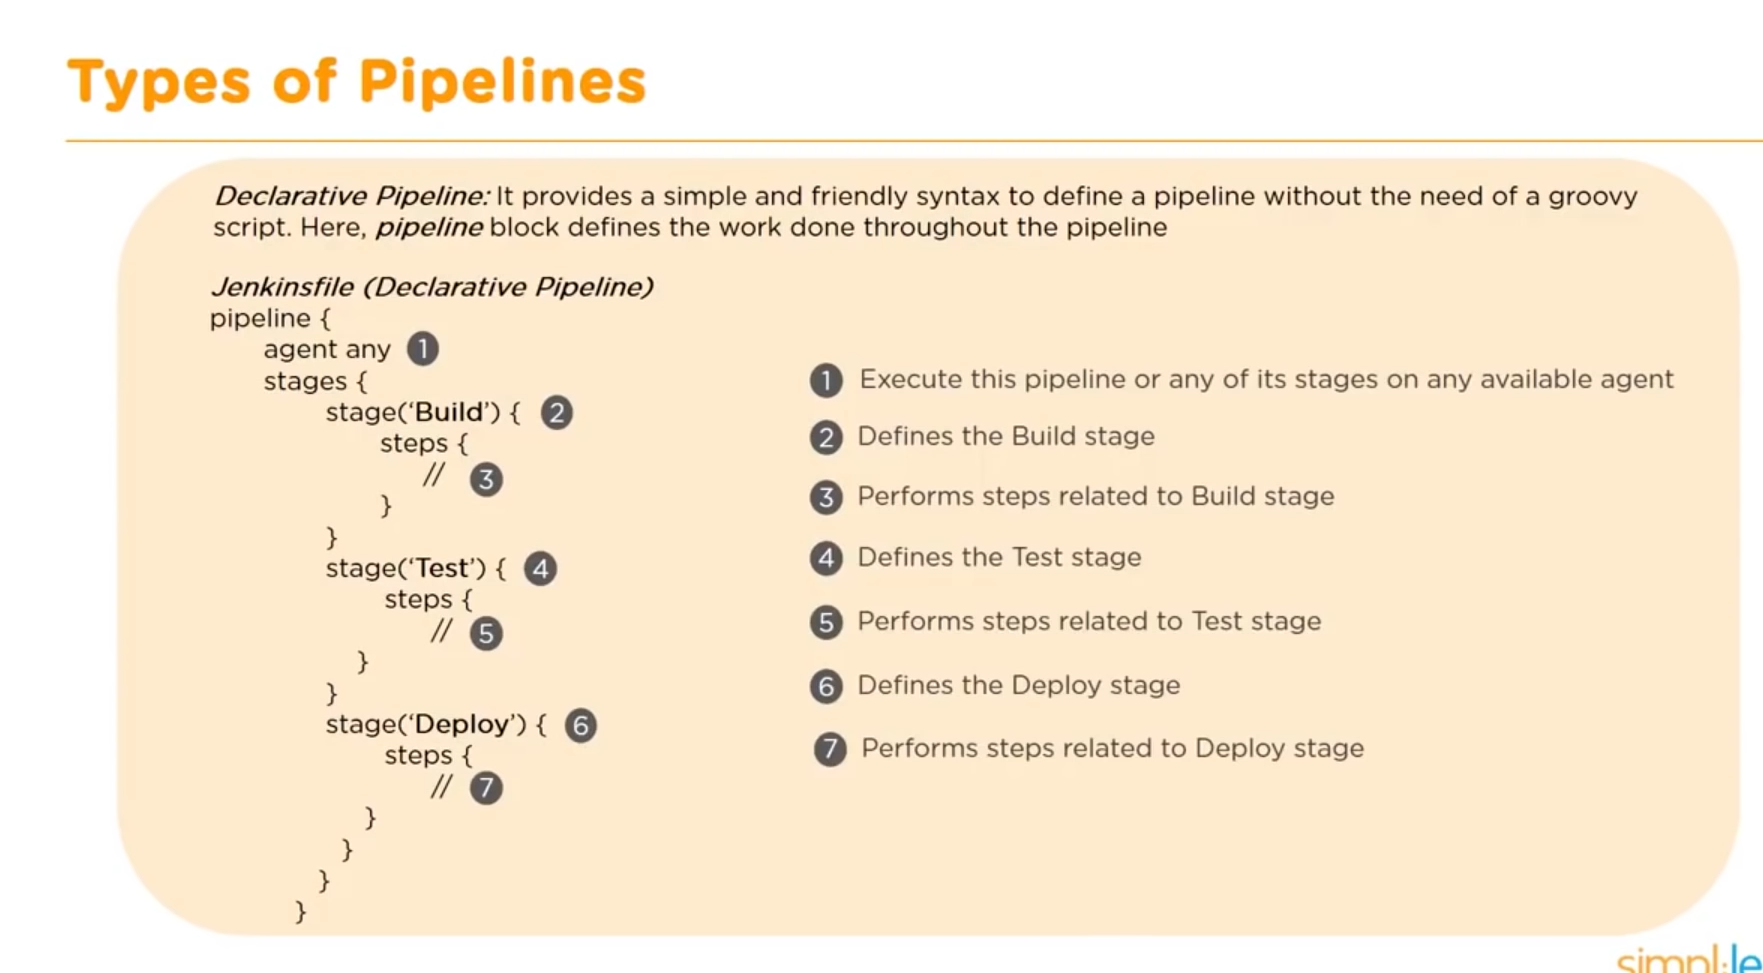 Types of Pipelines
Declarative Pipeline: It provides a simple and friendly syntax to define a pipeline without the need of a groovy
script. Here, pipeline block defines the work done throughout the pipeline
Jenkinsfile (Declarative Pipeline)
pipeline {
agent any 1
stages {
stage(‘Build’) { 2
steps {
// 3
}
}
stage(‘Test’) { 4
steps {
// 5
}
}
stage(‘Deploy’) { 6
steps {
// 7
}
}
}
}
1 Execute this pipeline or any of its stages on any available agent
2 Defines the Build stage
3 Performs steps related to Build stage
4 Defines the Test stage
5 Performs steps related to Test stage
6 Defines the Deploy stage
7 Performs steps related to Deploy stage